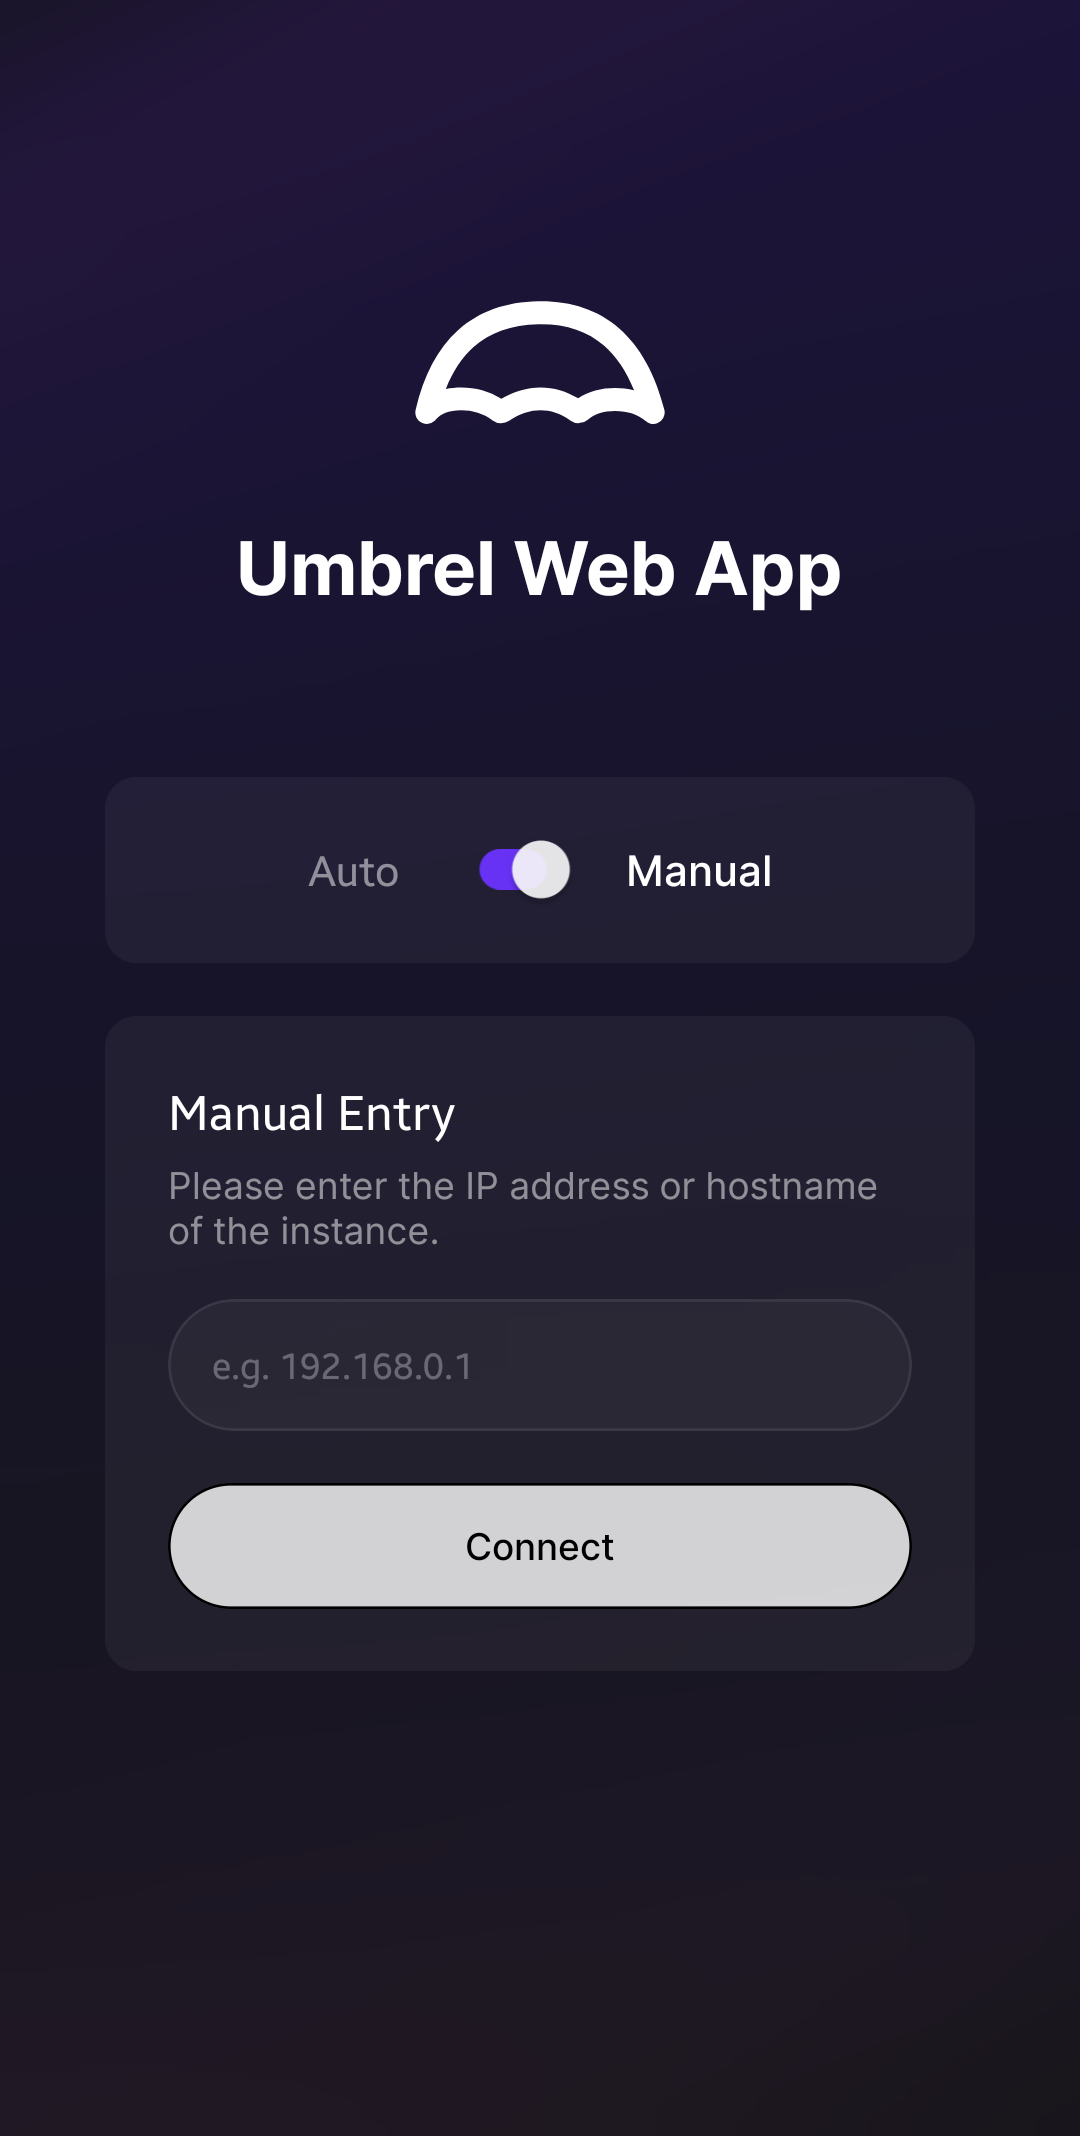 Umbrel Web App
Auto
Manual
Manual Entry
Please enter the IP address or hostname
of the instance.
e.g. 192.168.0.1
Connect